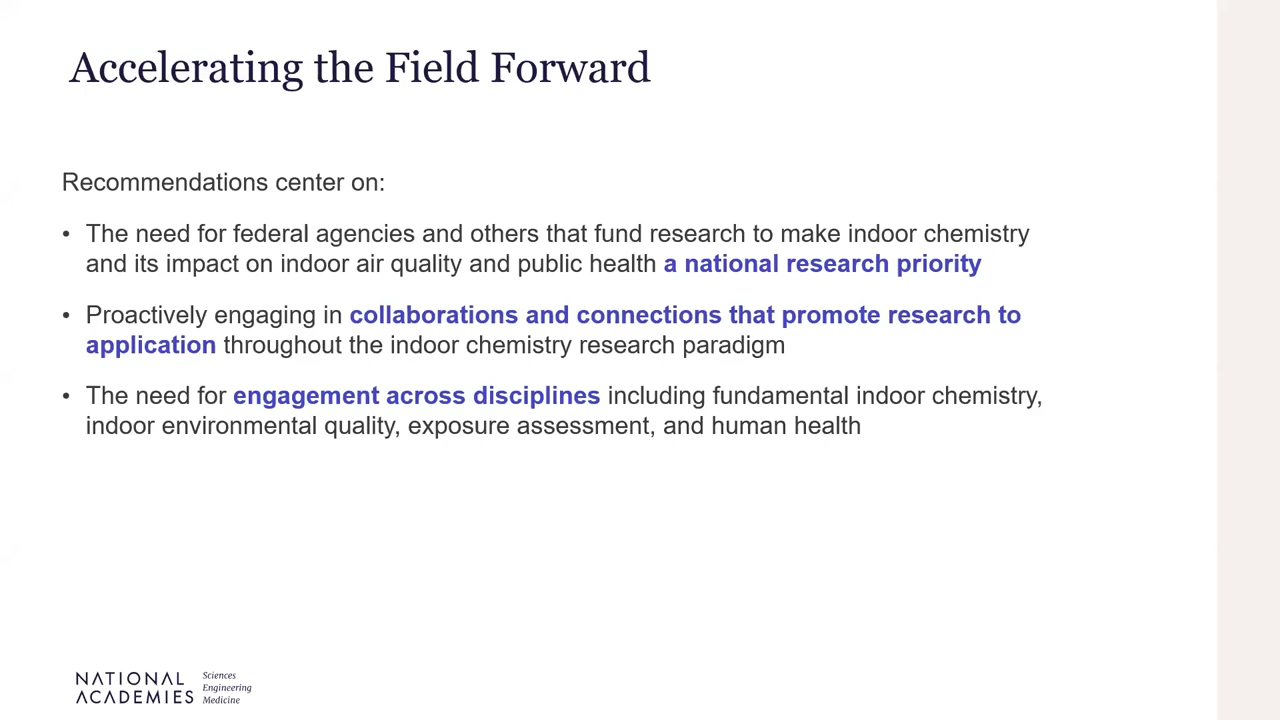 Accelerating the Field Forward
Recommendations center on:
• The need for federal agencies and others that fund research to make indoor chemistry
and its impact on indoor air quality and public health a national research priority
• Proactively engaging in collaborations and connections that promote research to
application throughout the indoor chemistry research paradigm
• The need for engagement across disciplines including fundamental indoor chemistry,
indoor environmental quality, exposure assessment, and human health
NATIONAL
ACADEMIES
Sciences
Engineering
Medicine